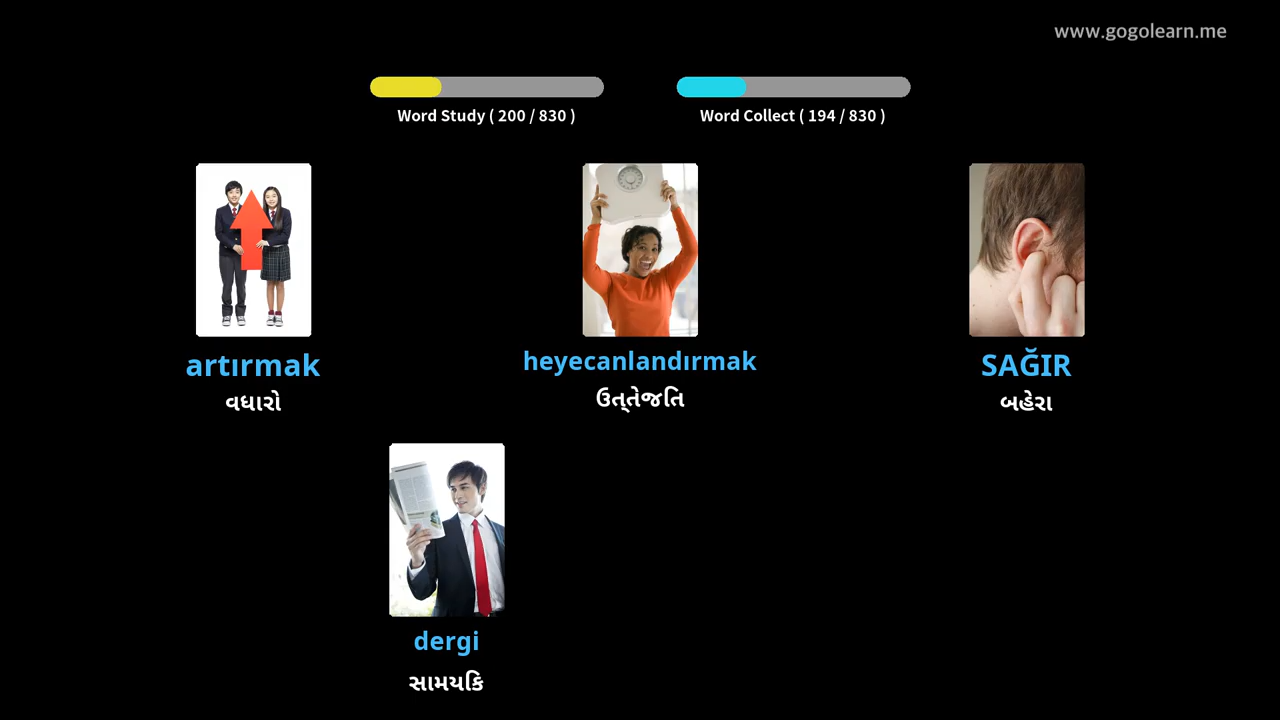 www.gogolearn.me
Word Study ( 200 / 830 )
Word Collect ( 194 / 830 )
artırmak
વધારો
heyecanlandırmak
ઉત્તેજતિ
SAĞIR
બહેરા
dergi
સામયકિ